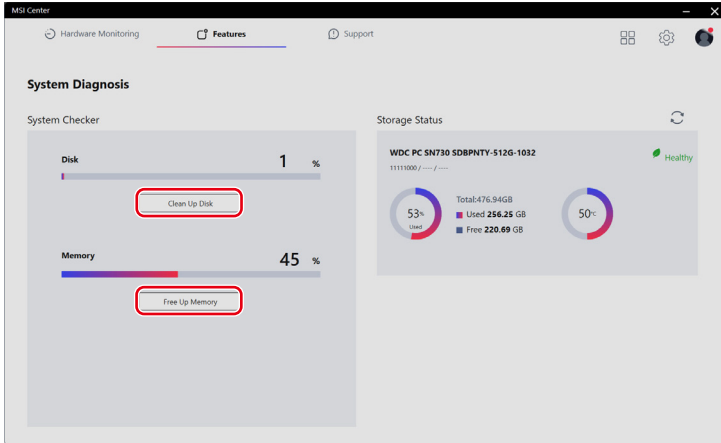 MSI Center
Hardware Monitoring
Features
Support
System Diagnosis
System Checker
Disk
1 %
Clean Up Disk
Memory
45 %
Free Up Memory
Storage Status
WDC PC SN730 SDBPNTY-512G-1032
11111000 / ---- / ----
Healthy
53%
Used
Total:476.94GB
Used 256.25 GB
Free 220.69 GB
50°C